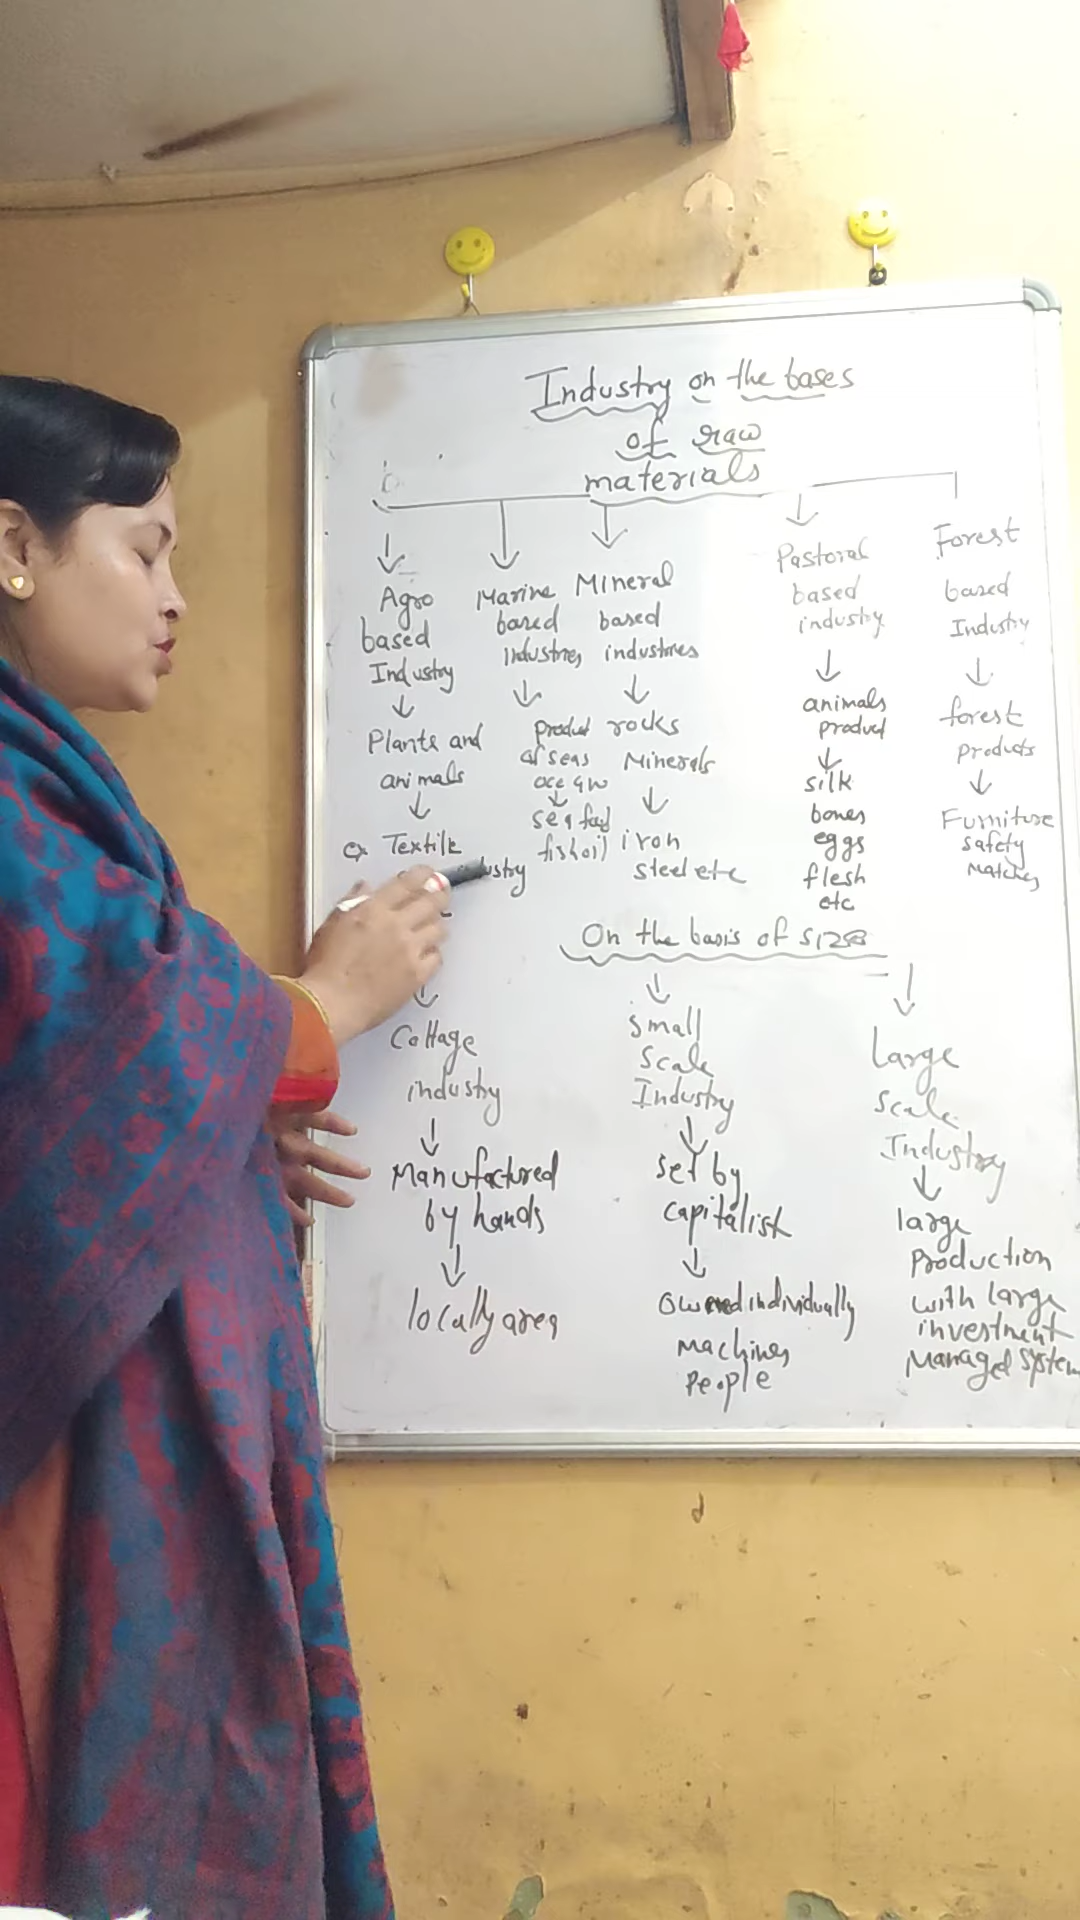 Industry on the bases
of raw
materials
Agro
based
Industry
Plants and
animals
ex Textile
Marine
based
industries
product
of seas
sea food
fishoil
Mineral
based
industries
rocks
Minerals
iron
steel etc
Pastoral
based
industry
animals
product
silk
bones
eggs
flesh
etc
Forest
based
Industry
forest
products
Furniture
safety
matches
On the basis of size
Cottage
industry
Manufactured
by hands
locally area
Small
Scale
Industry
set by
capitalist
owned individually
machines
people
large
scale
Industry
large
production
with large
investment
Managed system